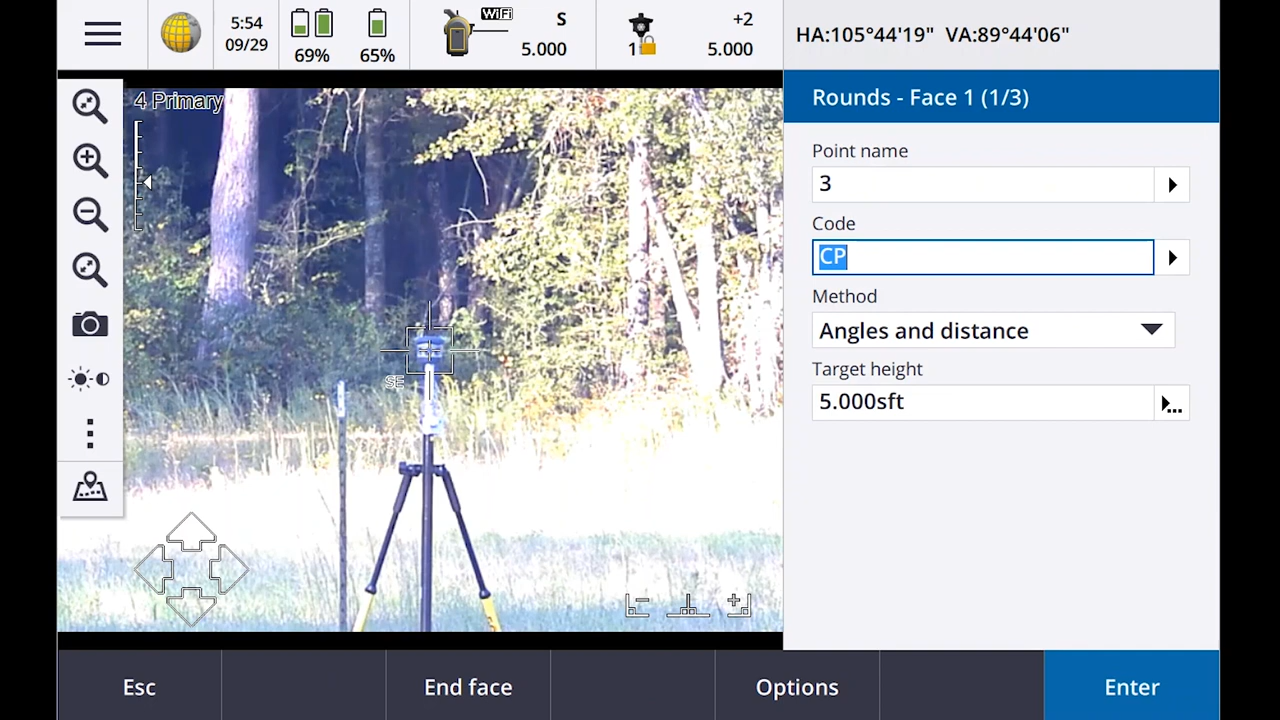 5:54
09/29
69%
65%
WiFi
S
5.000
1
+2
5.000
HA:105°44'19" VA:89°44'06"
4 Primary
SE
Rounds - Face 1 (1/3)
Point name
3
Code
CP
Method
Angles and distance
Target height
5.000sft
Esc
End face
Options
Enter